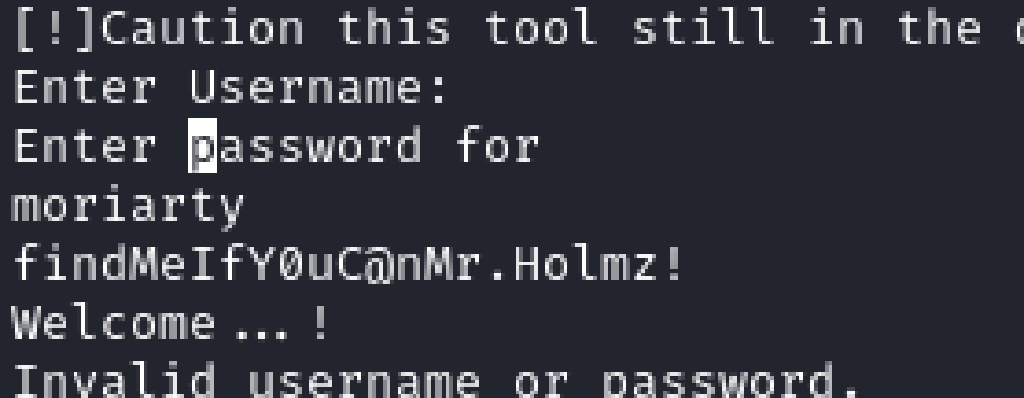 [!]Caution this tool still in the
Enter Username:
Enter password for
moriarty
findMeIfY0uC@nMr.Holmz!
Welcome...!
Invalid username or password.